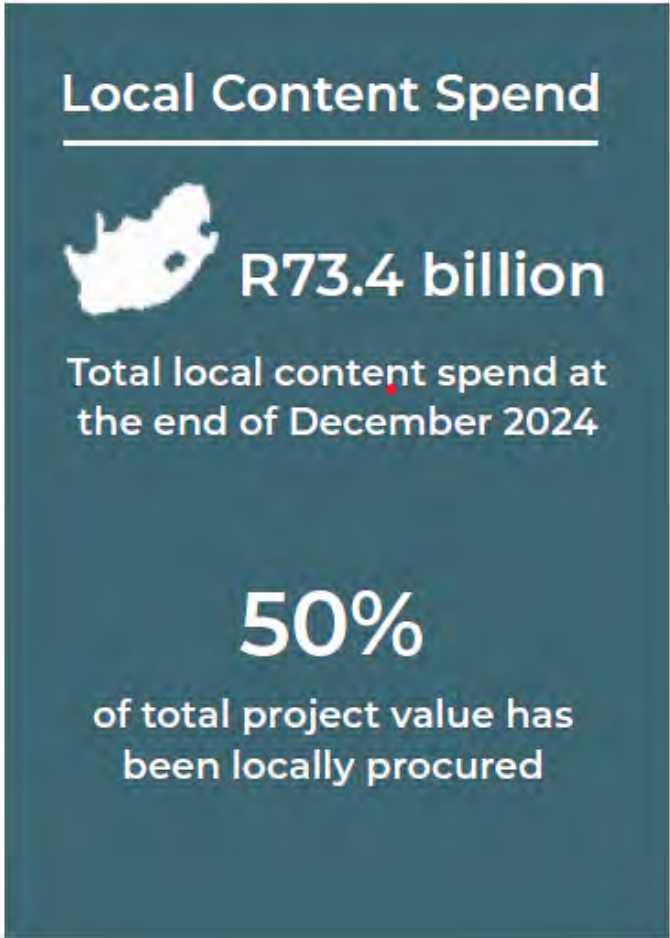 Local Content Spend
R73.4 billion
Total local content spend at
the end of December 2024
50%
of total project value has
been locally procured